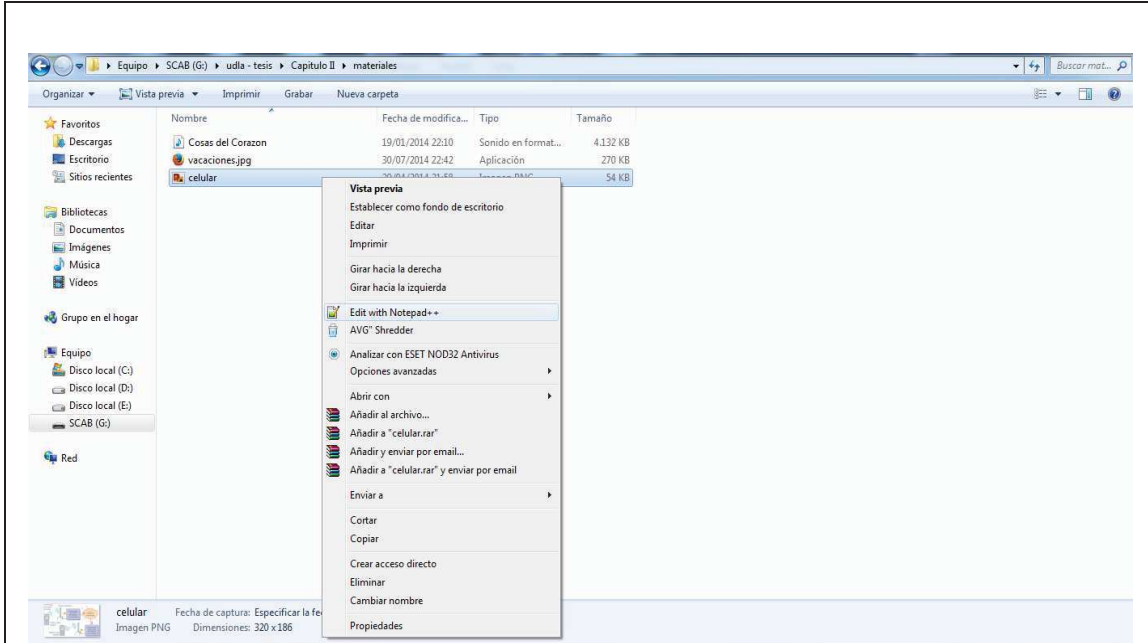 Equipo ▸ SCAB (G:) ▸ udla - tesis ▸ Capitulo II ▸ materiales
Buscar mat...
Organizar Vista previa Imprimir Grabar Nueva carpeta
Favoritos
Descargas
Escritorio
Sitios recientes
Bibliotecas
Documentos
Imágenes
Música
Vídeos
Grupo en el hogar
Equipo
Disco local (C:)
Disco local (D:)
Disco local (E:)
SCAB (G:)
Red
Nombre Fecha de modifica... Tipo Tamaño
Cosas del Corazon 19/01/2014 22:10 Sonido en format... 4.132 KB
vacaciones.jpg 30/07/2014 22:42 Aplicación 270 KB
celular Imagen PNG 54 KB
Vista previa
Establecer como fondo de escritorio
Editar
Imprimir
Girar hacia la derecha
Girar hacia la izquierda
Edit with Notepad++
AVG" Shredder
Analizar con ESET NOD32 Antivirus
Opciones avanzadas
Abrir con
Añadir al archivo...
Añadir a "celular.rar"
Añadir y enviar por email...
Añadir a "celular.rar" y enviar por email
Enviar a
Cortar
Copiar
Crear acceso directo
Eliminar
Cambiar nombre
Propiedades
celular Fecha de captura: Especificar la fe
Imagen PNG Dimensiones: 320 x 186